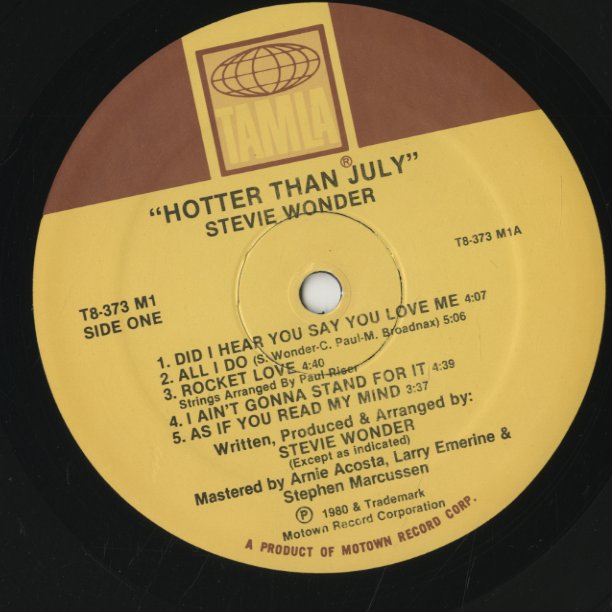 TAMLA
®
"HOTTER THAN JULY"
STEVIE WONDER
T8-373 M1A
T8-373 M1
SIDE ONE
1. DID I HEAR YOU SAY YOU LOVE ME 4:07
2. ALL I DO (S. Wonder-C. Paul-M. Broadnax) 5:06
3. ROCKET LOVE 4:40
Strings Arranged By Paul Riser
4. I AIN'T GONNA STAND FOR IT 4:39
5. AS IF YOU READ MY MIND 3:37
Written, Produced & Arranged by:
STEVIE WONDER
(Except as indicated)
Mastered by Arnie Acosta, Larry Emerine &
Stephen Marcussen
Ⓟ 1980 & Trademark
Motown Record Corporation
A PRODUCT OF MOTOWN RECORD CORP.